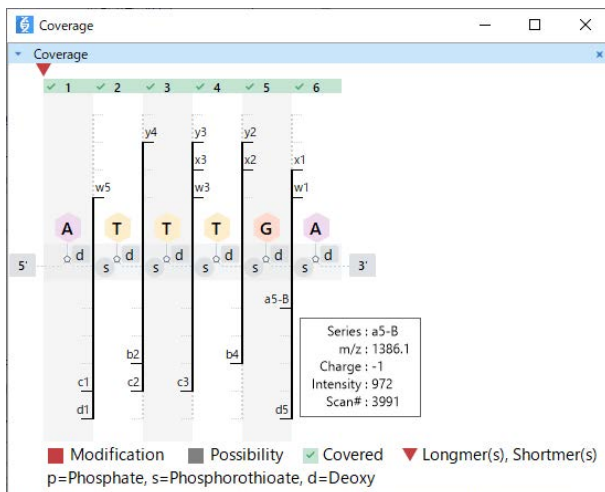 Coverage
Coverage
1 2 3 4 5 6
y4 y3 y2
x3 x2 x1
w5 w3 w1
A T T T G A
d d d d d d
5' s s s s s 3'
a5-B
b2 b4
c1 c2 c3
d1 d5
Series : a5-B
m/z : 1386.1
Charge : -1
Intensity : 972
Scan# : 3991
Modification Possibility Covered Longmer(s), Shortmer(s)
p=Phosphate, s=Phosphorothioate, d=Deoxy